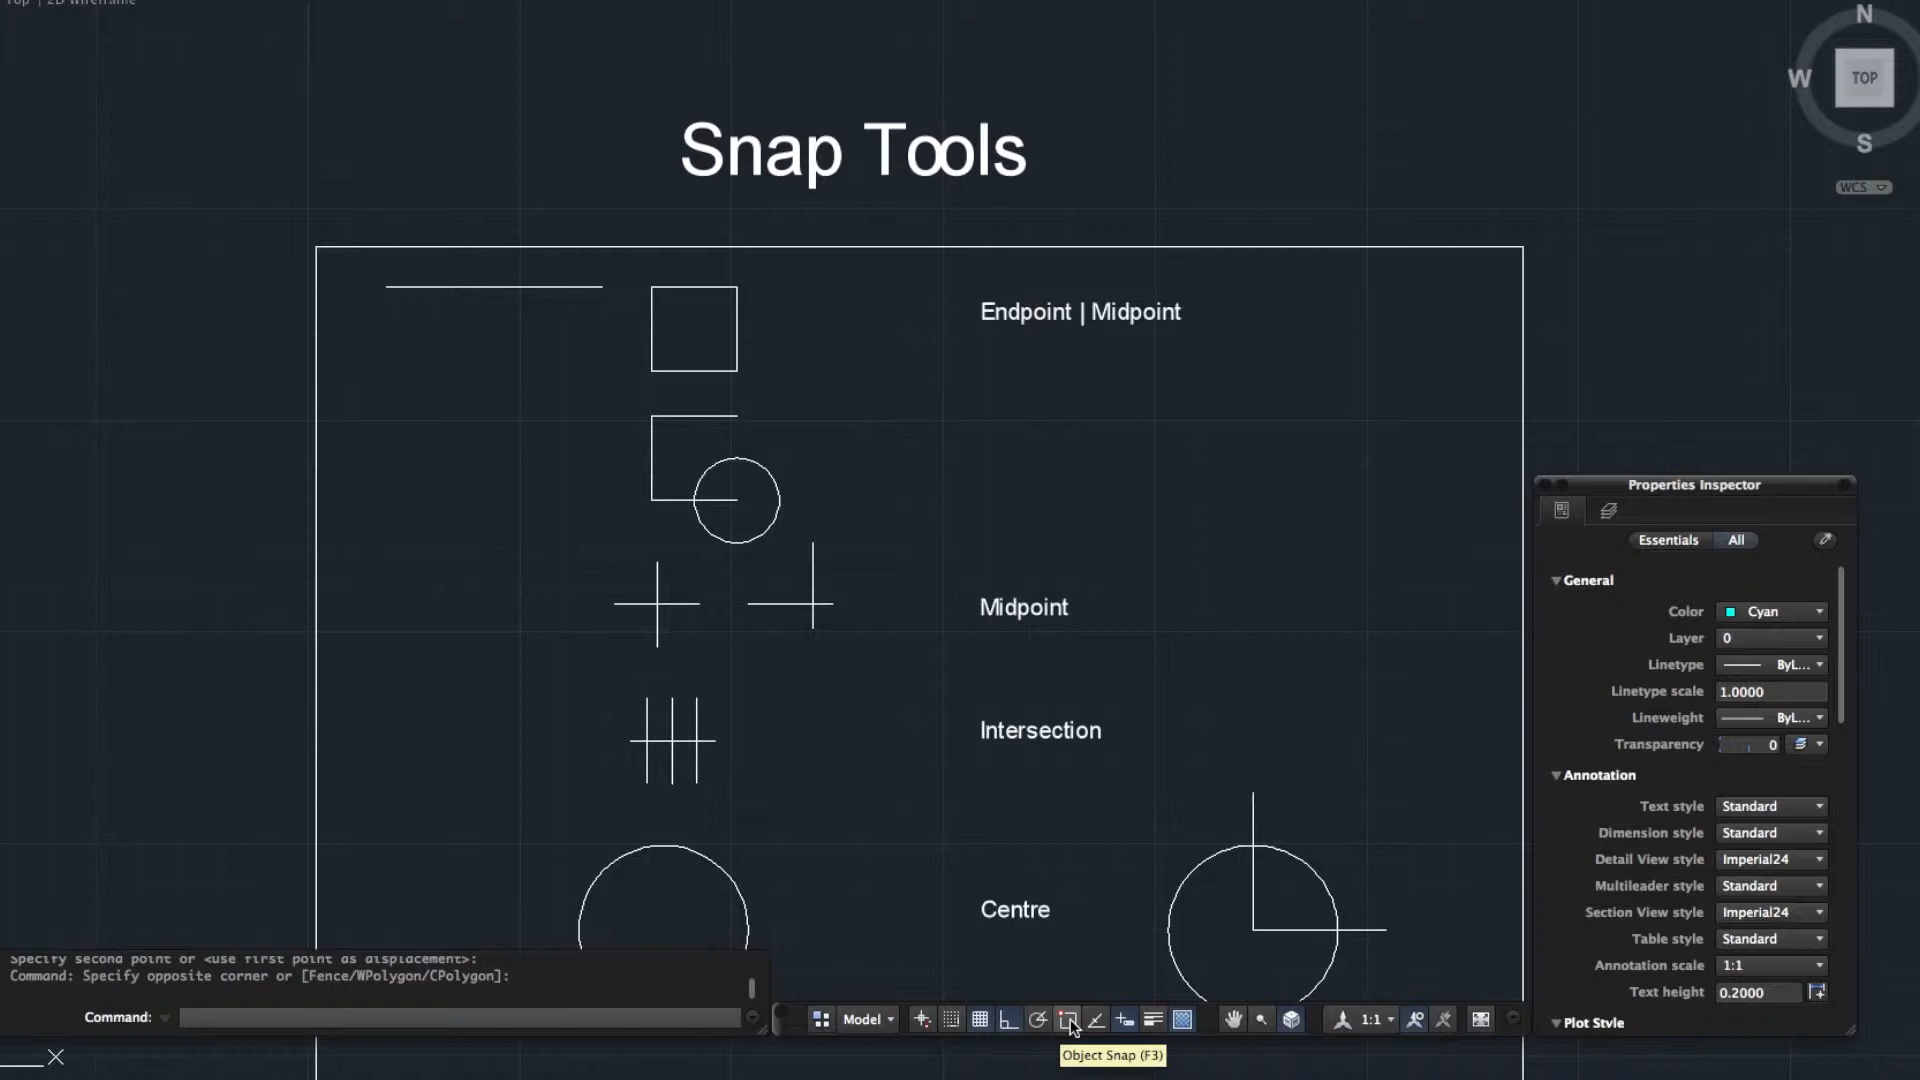 Top | 2D Wireframe
N
W
TOP
S
WCS
Snap Tools
Endpoint | Midpoint
Midpoint
Intersection
Centre
Properties Inspector
Essentials All
General
Color Cyan
Layer 0
Linetype ByL...
Linetype scale 1.0000
Lineweight ByL...
Transparency 0
Annotation
Text style Standard
Dimension style Standard
Detail View style Imperial24
Multileader style Standard
Section View style Imperial24
Table style Standard
Annotation scale 1:1
Text height 0.2000
Plot Style
Specify second point or <use first point as displacement>:
Command: Specify opposite corner or [Fence/WPolygon/CPolygon]:
Command:
Model
1:1
Object Snap (F3)